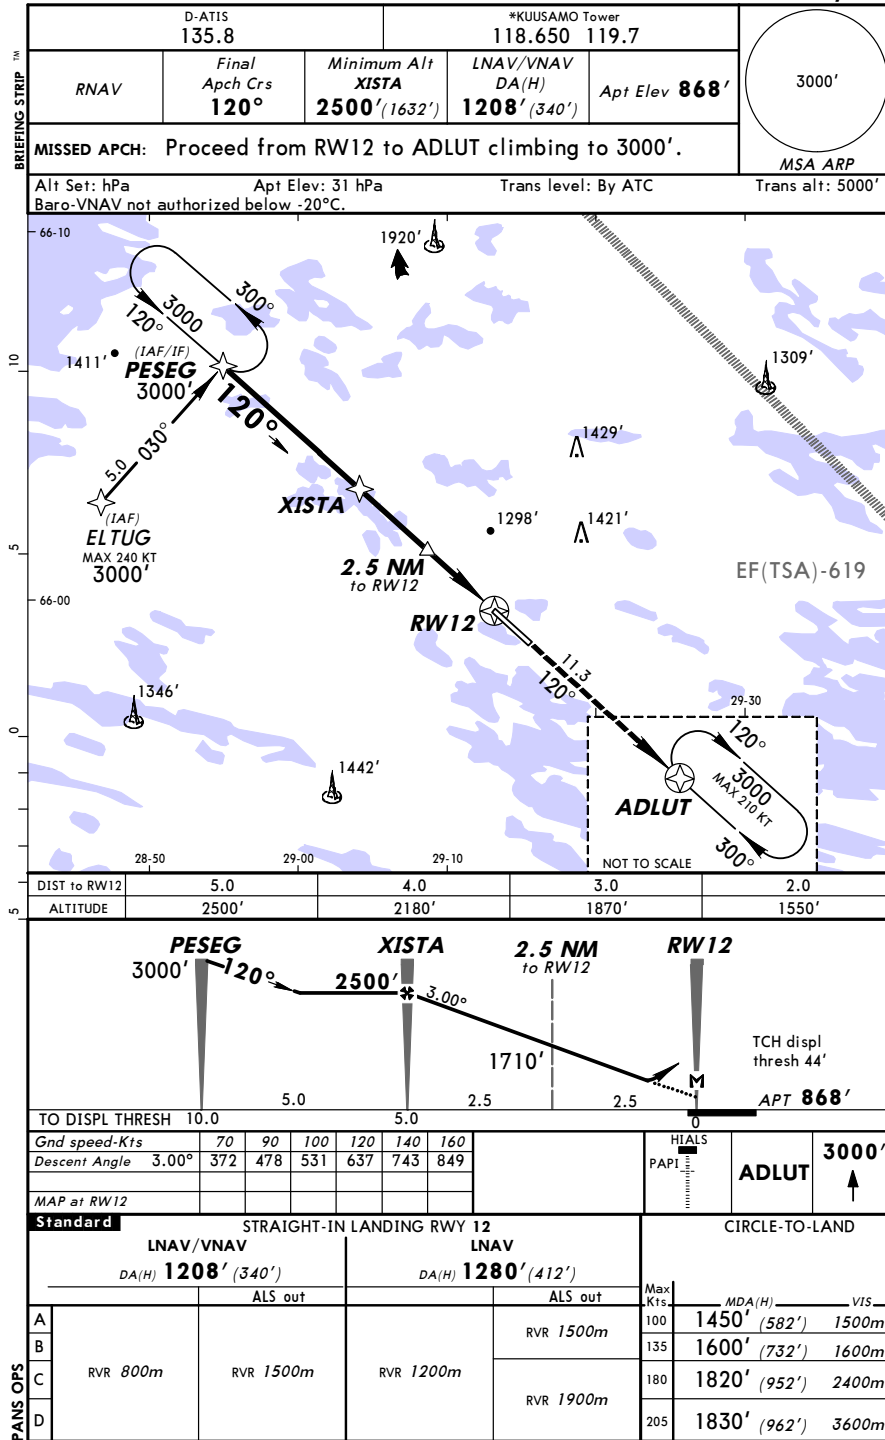 D-ATIS
135.8
*KUUSAMO Tower
118.650 119.7
BRIEFING STRIP TM
RNAV
Final
Apch Crs
120°
Minimum Alt
XISTA
2500' (1632')
LNAV/VNAV
DA(H)
1208' (340')
Apt Elev 868'
3000'
MSA ARP
MISSED APCH: Proceed from RW12 to ADLUT climbing to 3000'.
Alt Set: hPa Apt Elev: 31 hPa Trans level: By ATC Trans alt: 5000'
Baro-VNAV not authorized below -20°C.
66-10
1920'
3000
300°
120°
1411'
(IAF/IF)
PESEG
3000'
120°
10
1309'
5.0
030°
1429'
(IAF)
ELTUG
MAX 240 KT
3000'
XISTA
1298'
1421'
5
2.5 NM
to RW12
EF(TSA)-619
66-00
RW12
11.3
120°
1346'
29-30
0
120°
3000
MAX 210 KT
300°
1442'
ADLUT
NOT TO SCALE
28-50
29-00
29-10
5
DIST to RW12 5.0 4.0 3.0 2.0
ALTITUDE 2500' 2180' 1870' 1550'
PESEG
XISTA
2.5 NM
to RW12
RW12
3000'
120°
2500'
3.00°
1710'
TCH displ
thresh 44'
M
APT 868'
5.0 2.5 2.5
TO DISPL THRESH 10.0 5.0 0
Gnd speed-Kts 70 90 100 120 140 160
Descent Angle 3.00° 372 478 531 637 743 849
MAP at RW12
HIALS
PAPI
ADLUT
3000'
Standard
STRAIGHT-IN LANDING RWY 12
CIRCLE-TO-LAND
LNAV/VNAV
DA(H) 1208' (340')
LNAV
DA(H) 1280' (412')
ALS out
ALS out
Max
Kts
MDA(H)
VIS
PANS OPS
A
B
C
D
RVR 800m
RVR 1500m
RVR 1200m
RVR 1500m
RVR 1900m
100 1450' (582') 1500m
135 1600' (732') 1600m
180 1820' (952') 2400m
205 1830' (962') 3600m